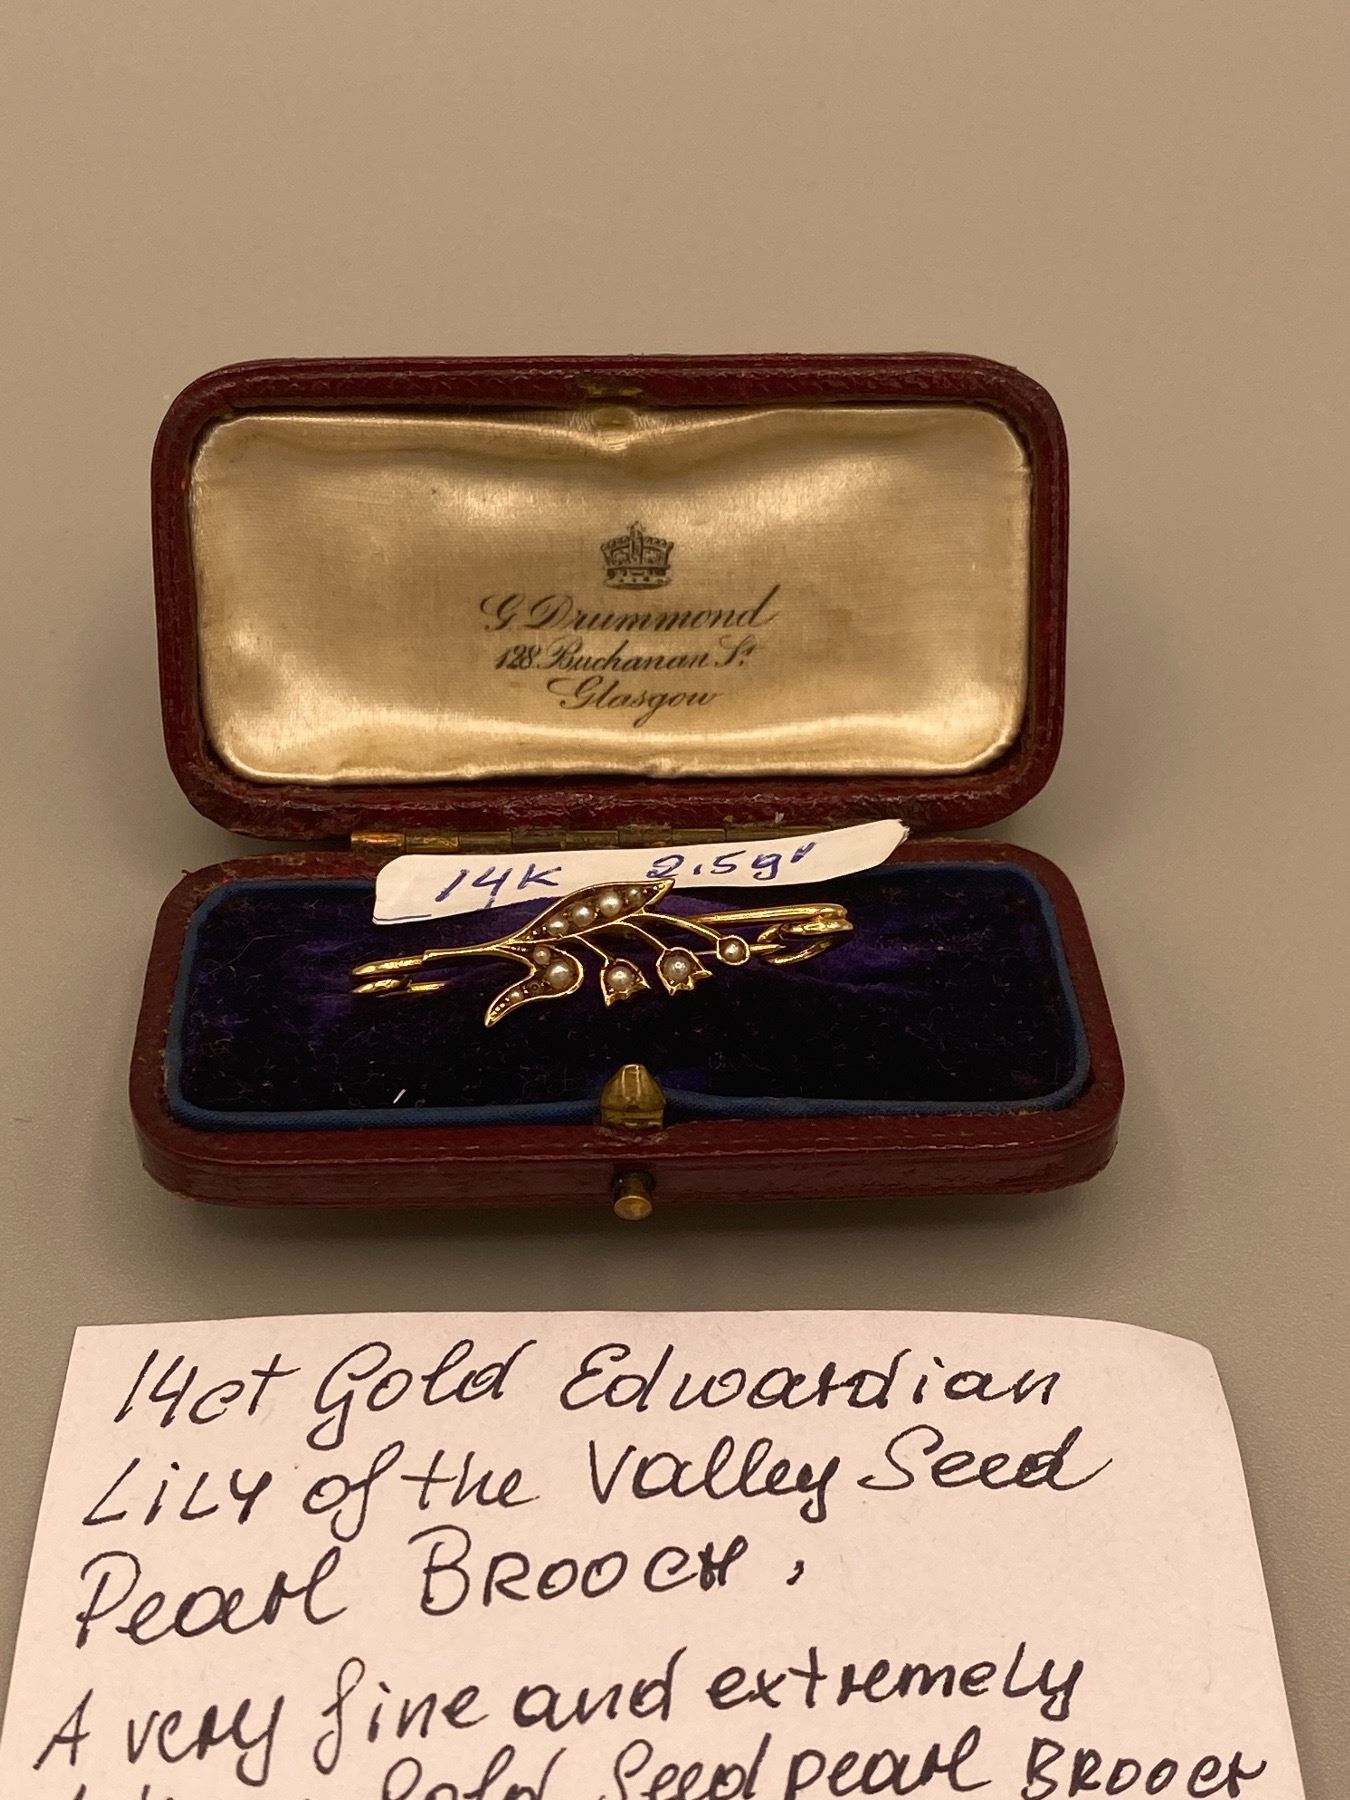 G. Drummond
128. Buchanan St.
Glasgow
14K 2.5gr
14ct Gold Edwardian
LiLY of the Valley Seed
Pearl BROOCH,
A very fine and extremely
Gold Seed pearl BROOCH